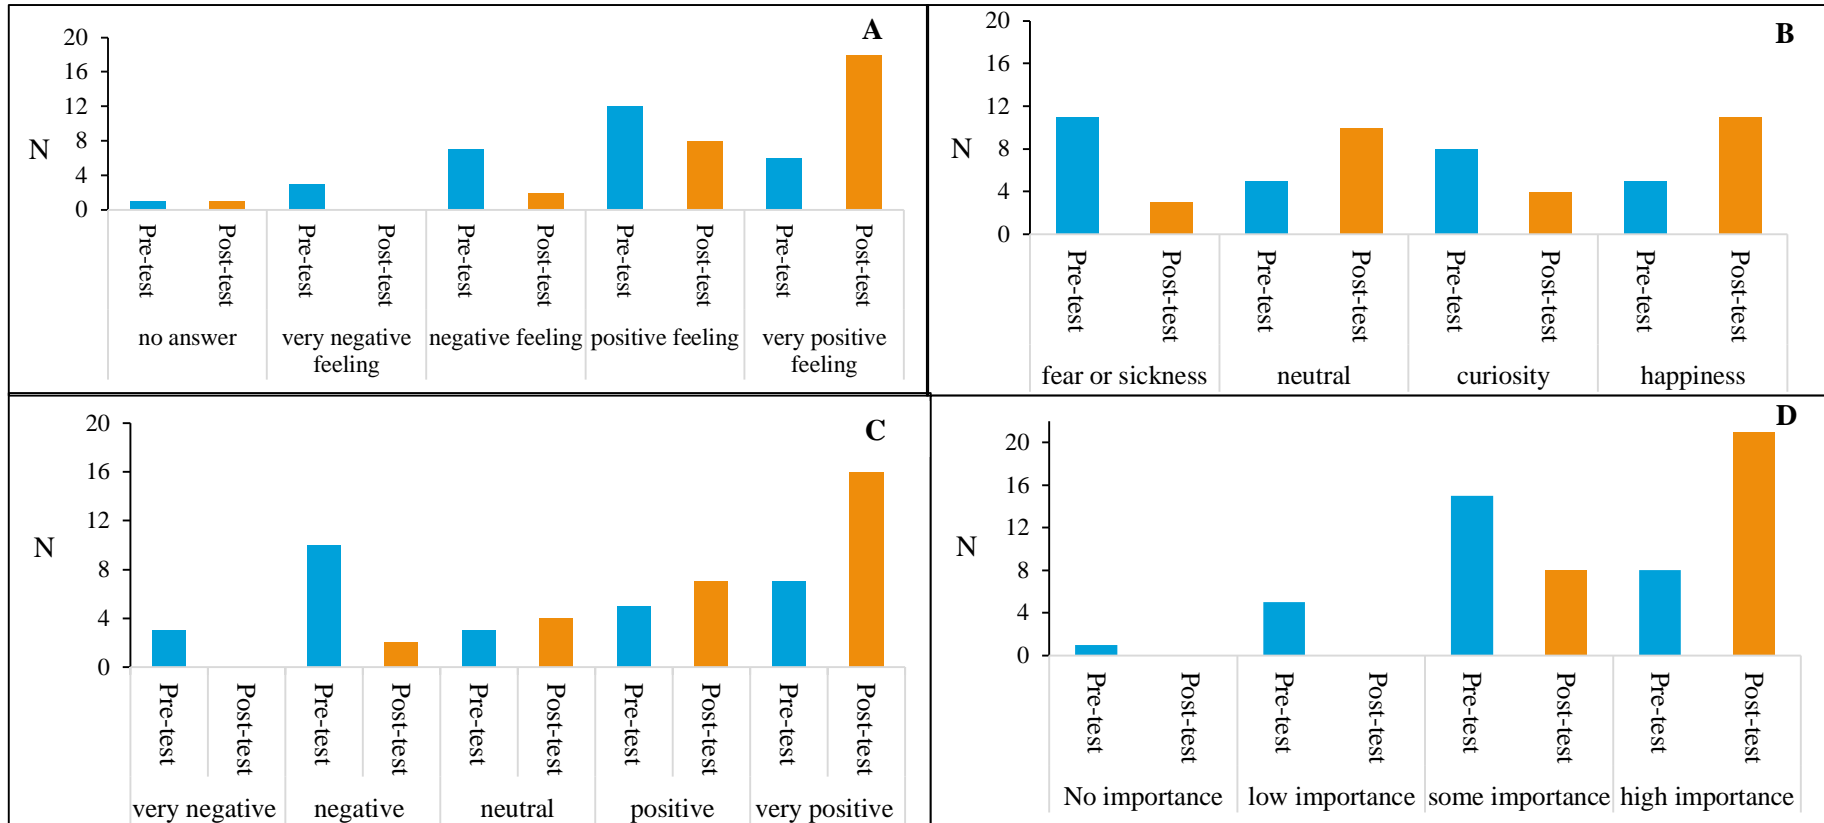 A
20
16
12
8
4
0
N
Pre-test
Post-test
Pre-test
Post-test
Pre-test
Post-test
Pre-test
Post-test
Pre-test
Post-test
no answer
very negative
feeling
negative feeling
positive feeling
very positive
feeling
B
20
16
12
8
4
0
N
Pre-test
Post-test
Pre-test
Post-test
Pre-test
Post-test
Pre-test
Post-test
fear or sickness
neutral
curiosity
happiness
C
20
16
12
8
4
0
N
Pre-test
Post-test
Pre-test
Post-test
Pre-test
Post-test
Pre-test
Post-test
Pre-test
Post-test
very negative
negative
neutral
positive
very positive
D
20
16
12
8
4
0
N
Pre-test
Post-test
Pre-test
Post-test
Pre-test
Post-test
Pre-test
Post-test
No importance
low importance
some importance
high importance